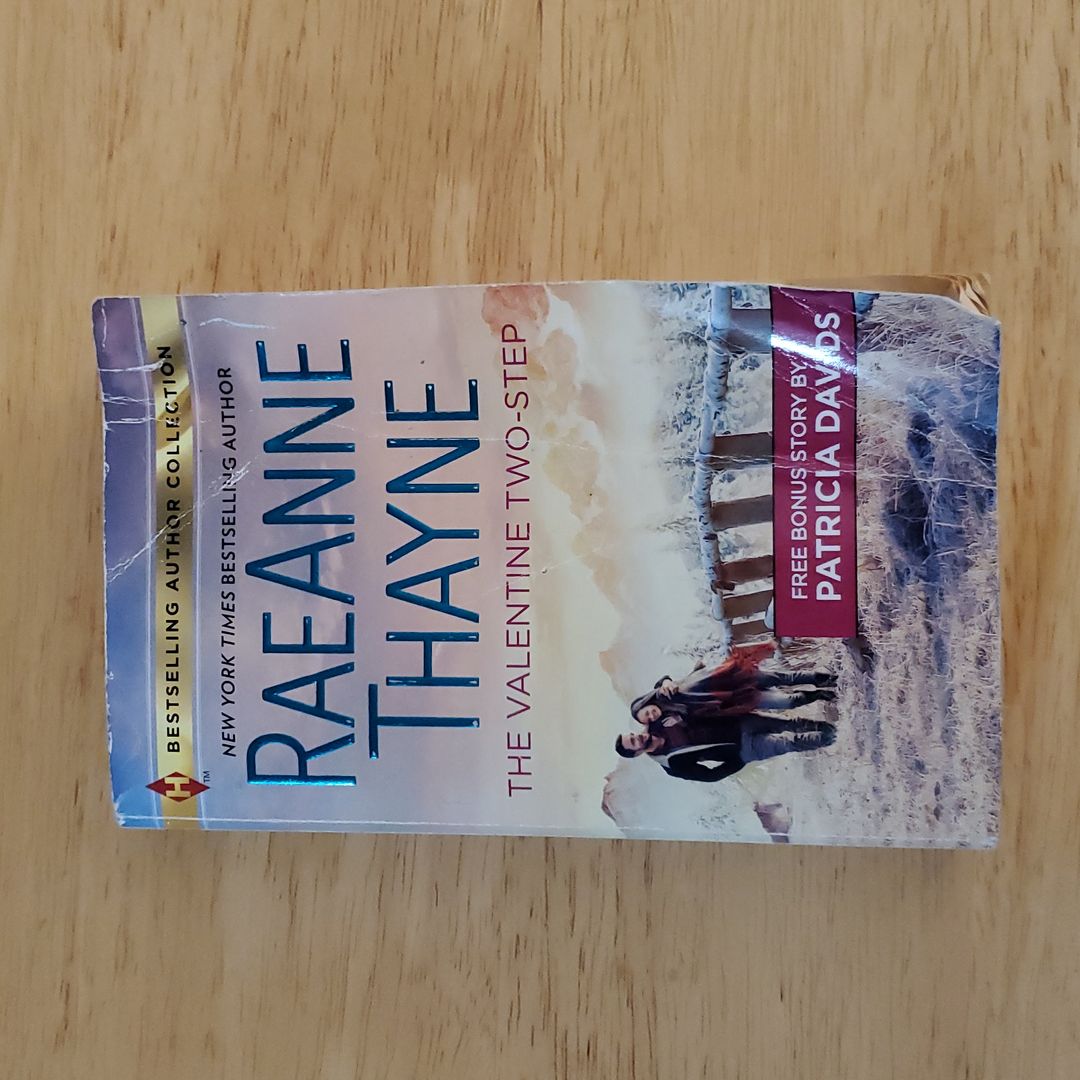 H
TM
BESTSELLING AUTHOR COLLECTION
NEW YORK TIMES BESTSELLING AUTHOR
RAEANNE
THAYNE
THE VALENTINE TWO-STEP
FREE BONUS STORY BY
PATRICIA DAVIDS